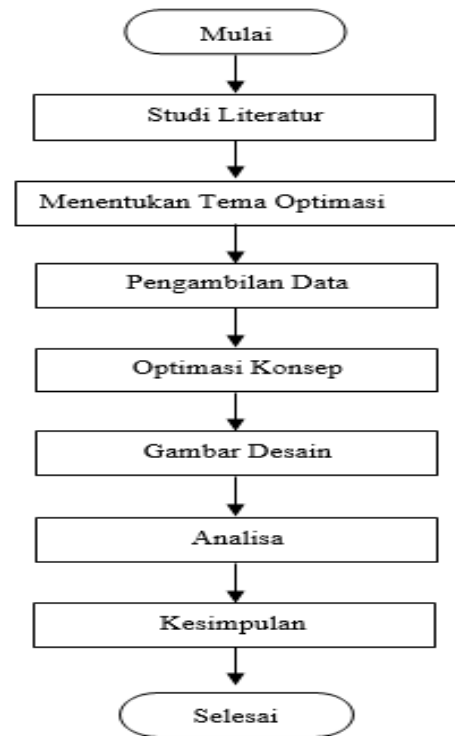 Mulai
Studi Literatur
Menentukan Tema Optimasi
Pengambilan Data
Optimasi Konsep
Gambar Desain
Analisa
Kesimpulan
Selesai